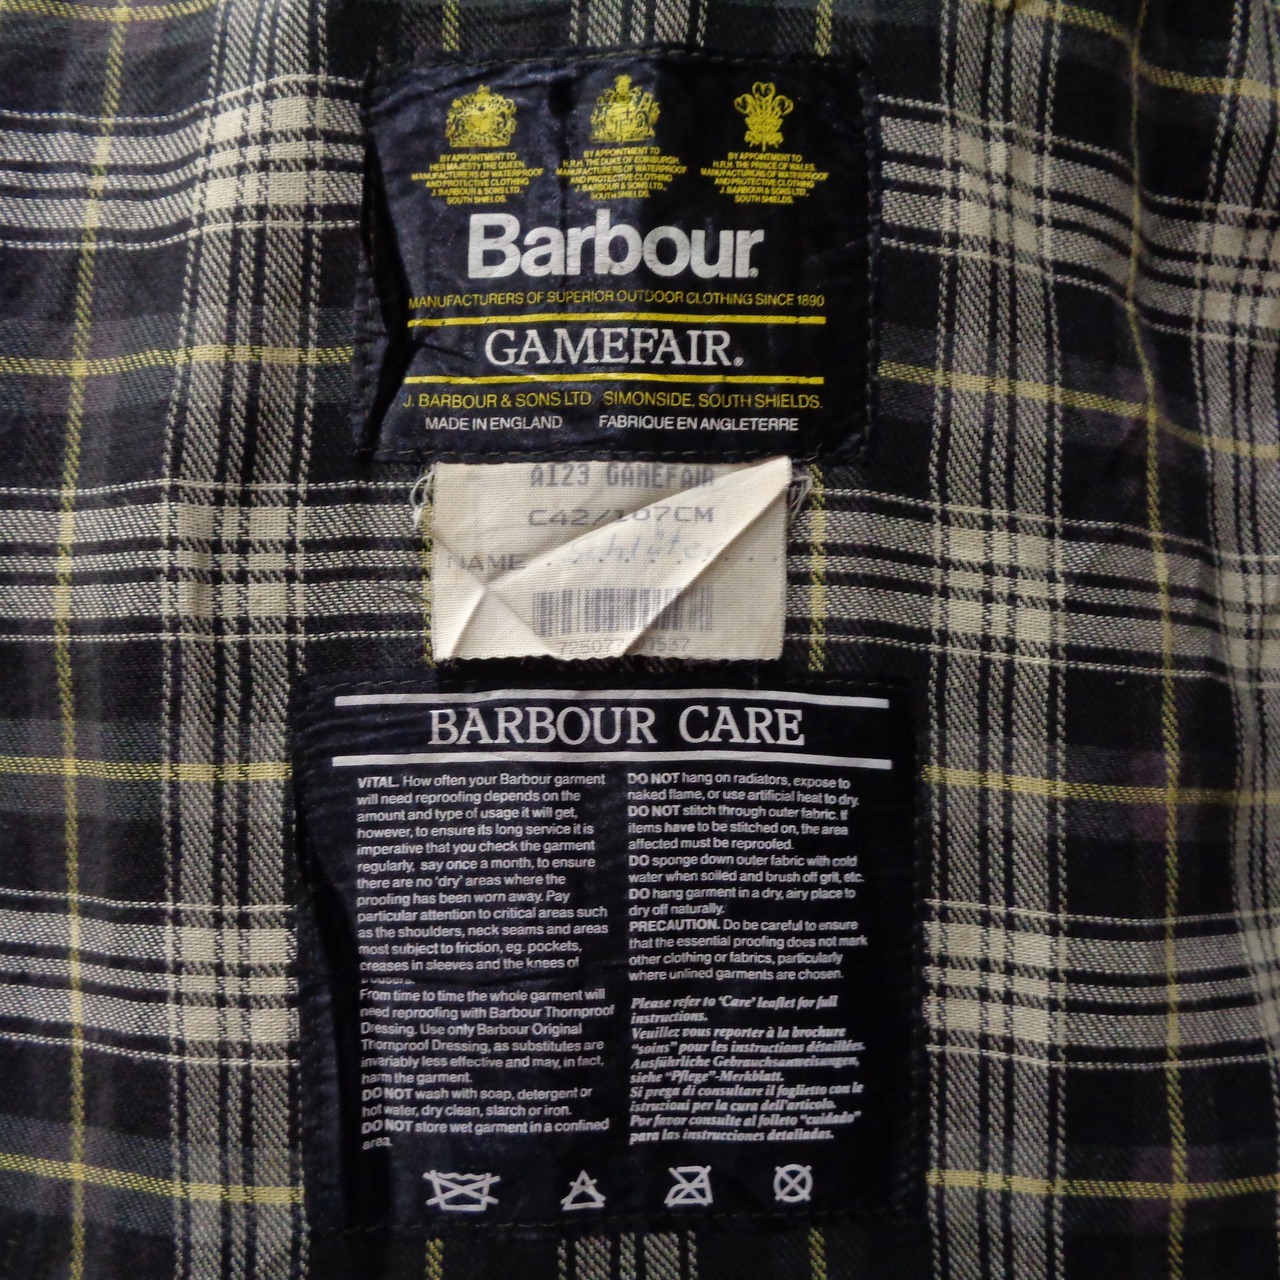 BY APPOINTMENT TO
HER MAJESTY THE QUEEN
MANUFACTURERS OF WATERPROOF
AND PROTECTIVE CLOTHING
J. BARBOUR & SONS LTD.,
SOUTH SHIELDS.
BY APPOINTMENT TO
H.R.H. THE DUKE OF EDINBURGH,
MANUFACTURERS OF WATERPROOF
AND PROTECTIVE CLOTHING
J. BARBOUR & SONS LTD.,
SOUTH SHIELDS.
BY APPOINTMENT TO
H.R.H. THE PRINCE OF WALES,
MANUFACTURERS OF WATERPROOF
AND PROTECTIVE CLOTHING
J. BARBOUR & SONS LTD.,
SOUTH SHIELDS.
Barbour.
MANUFACTURERS OF SUPERIOR OUTDOOR CLOTHING SINCE 1890
GAMEFAIR.
J. BARBOUR & SONS LTD., SIMONSIDE, SOUTH SHIELDS.
MADE IN ENGLAND FABRIQUE EN ANGLETERRE
A123 GAMEFAIR
C42/107CM
NAME Schlüter
BARBOUR CARE
VITAL. How often your Barbour garment
will need reproofing depends on the
amount and type of usage it will get,
however, to ensure its long service it is
imperative that you check the garment
regularly, say once a month, to ensure
there are no 'dry' areas where the
proofing has been worn away. Pay
particular attention to critical areas such
as the shoulders, neck seams and areas
most subject to friction, eg. pockets,
creases in sleeves and the knees of
trousers.
From time to time the whole garment will
need reproofing with Barbour Thornproof
Dressing. Use only Barbour Original
Thornproof Dressing, as substitutes are
invariably less effective and may, in fact,
harm the garment.
DO NOT wash with soap, detergent or
hot water, dry clean, starch or iron.
DO NOT store wet garment in a confined
area.
DO NOT hang on radiators, expose to
naked flame, or use artificial heat to dry.
DO NOT stitch through outer fabric. If
items have to be stitched on, the area
affected must be reproofed.
DO sponge down outer fabric with cold
water when soiled and brush off grit, etc.
DO hang garment in a dry, airy place to
dry off naturally.
PRECAUTION. Do be careful to ensure
that the essential proofing does not mark
other clothing or fabrics, particularly
where unlined garments are chosen.
Please refer to 'Care' leaflet for full
instructions.
Veuillez vous reporter à la brochure
"soins" pour les instructions détaillées.
Ausführliche Gebrauchsanweisungen,
siehe "Pflege"-Merkblatt.
Si prega di consultare il foglietto con le
istruzioni per la cura dell'articolo.
Por favor consulte al folleto "cuidado"
para las instrucciones detalladas.